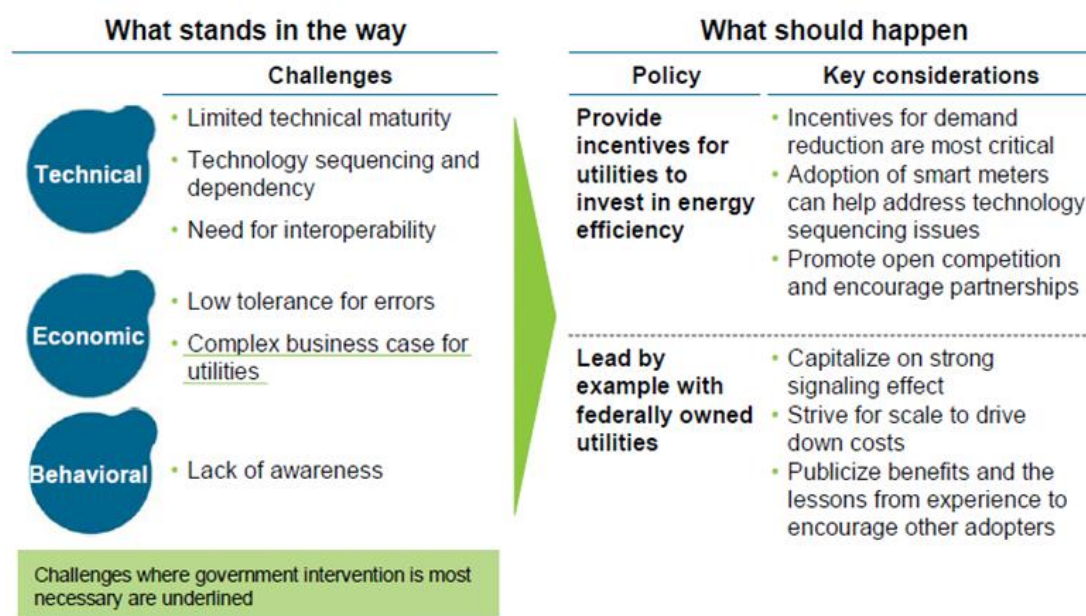 What stands in the way
Challenges
Technical
• Limited technical maturity
• Technology sequencing and
dependency
• Need for interoperability
Economic
• Low tolerance for errors
• Complex business case for
utilities
Behavioral
• Lack of awareness
Challenges where government intervention is most
necessary are underlined
What should happen
Policy
Key considerations
Provide
incentives for
utilities to
invest in energy
efficiency
• Incentives for demand
reduction are most critical
• Adoption of smart meters
can help address technology
sequencing issues
• Promote open competition
and encourage partnerships
Lead by
example with
federally owned
utilities
• Capitalize on strong
signaling effect
• Strive for scale to drive
down costs
• Publicize benefits and the
lessons from experience to
encourage other adopters